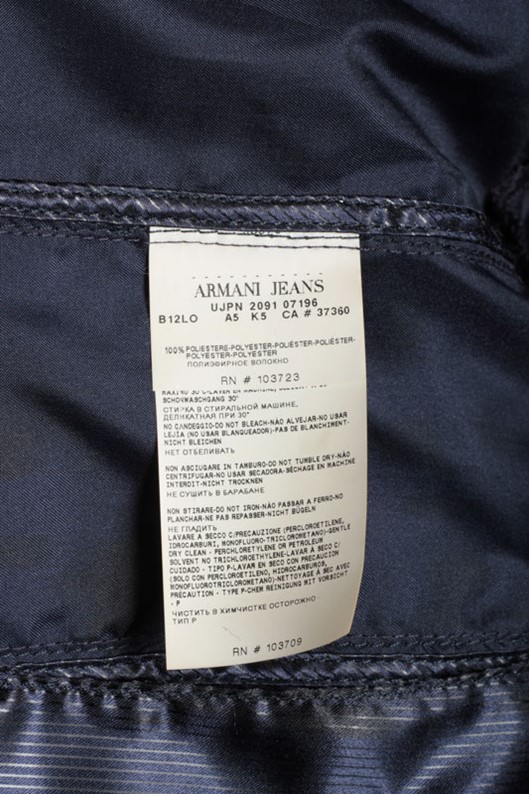 ARMANI JEANS
UJPN 2091 07196
B12LO A5 K5 CA # 37360
100% POLIESTERE-POLYESTER-POLIÉSTER-POLIÉSTER-
POLYESTER-POLYESTER
ПОЛИЭФИРНОЕ ВОЛОКНО
RN # 103723
SCHONWASCHGANG 30°
СТИРКА В СТИРАЛЬНОЙ МАШИНЕ,
ДЕЛИКАТНАЯ ПРИ 30°
NO CANDEGGIO-DO NOT BLEACH-NÃO ALVEJAR-NO USAR
LEJIA (NO USAR BLANQUEADOR)-PAS DE BLANCHIMENT-
NICHT BLEICHEN
НЕТ ОТБЕЛИВАТЬ
NON ASCIUGARE IN TAMBURO-DO NOT TUMBLE DRY-NÃO
CENTRIFUGAR-NO USAR SECADORA-SÈCHAGE EN MACHINE
INTERDIT-NICHT TROCKNEN
НЕ СУШИТЬ В БАРАБАНЕ
NON STIRARE-DO NOT IRON-NÃO PASSAR A FERRO-NO
PLANCHAR-NE PAS REPASSER-NICHT BÜGELN
НЕ ГЛАДИТЬ
LAVARE A SECCO C/PRECAUZIONE (PERCLOROETILENE,
IDROCARBURI, MONOFLUORO-TRICLOROMETANO)-GENTLE
DRY CLEAN - PERCHLORETYLENE OR PETROLEUM
SOLVENT NO TRICHLOROETHYLENE-LAVAR À SECO C/
CUIDADO - TIPO P-LAVAR EN SECO CON PRECAUCION
(SOLO CON PERCLOROETILENO, HIDROCARBUROS,
MONOFLUOROTRICLOROMETANO)-NETTOYAGE À SEC AVEC
PRÉCAUTION - TYPE P-CHEM REINIGUNG MIT VORSICHT
- P
ЧИСТИТЬ В ХИМЧИСТКЕ ОСТОРОЖНО -
ТИП P
RN # 103709